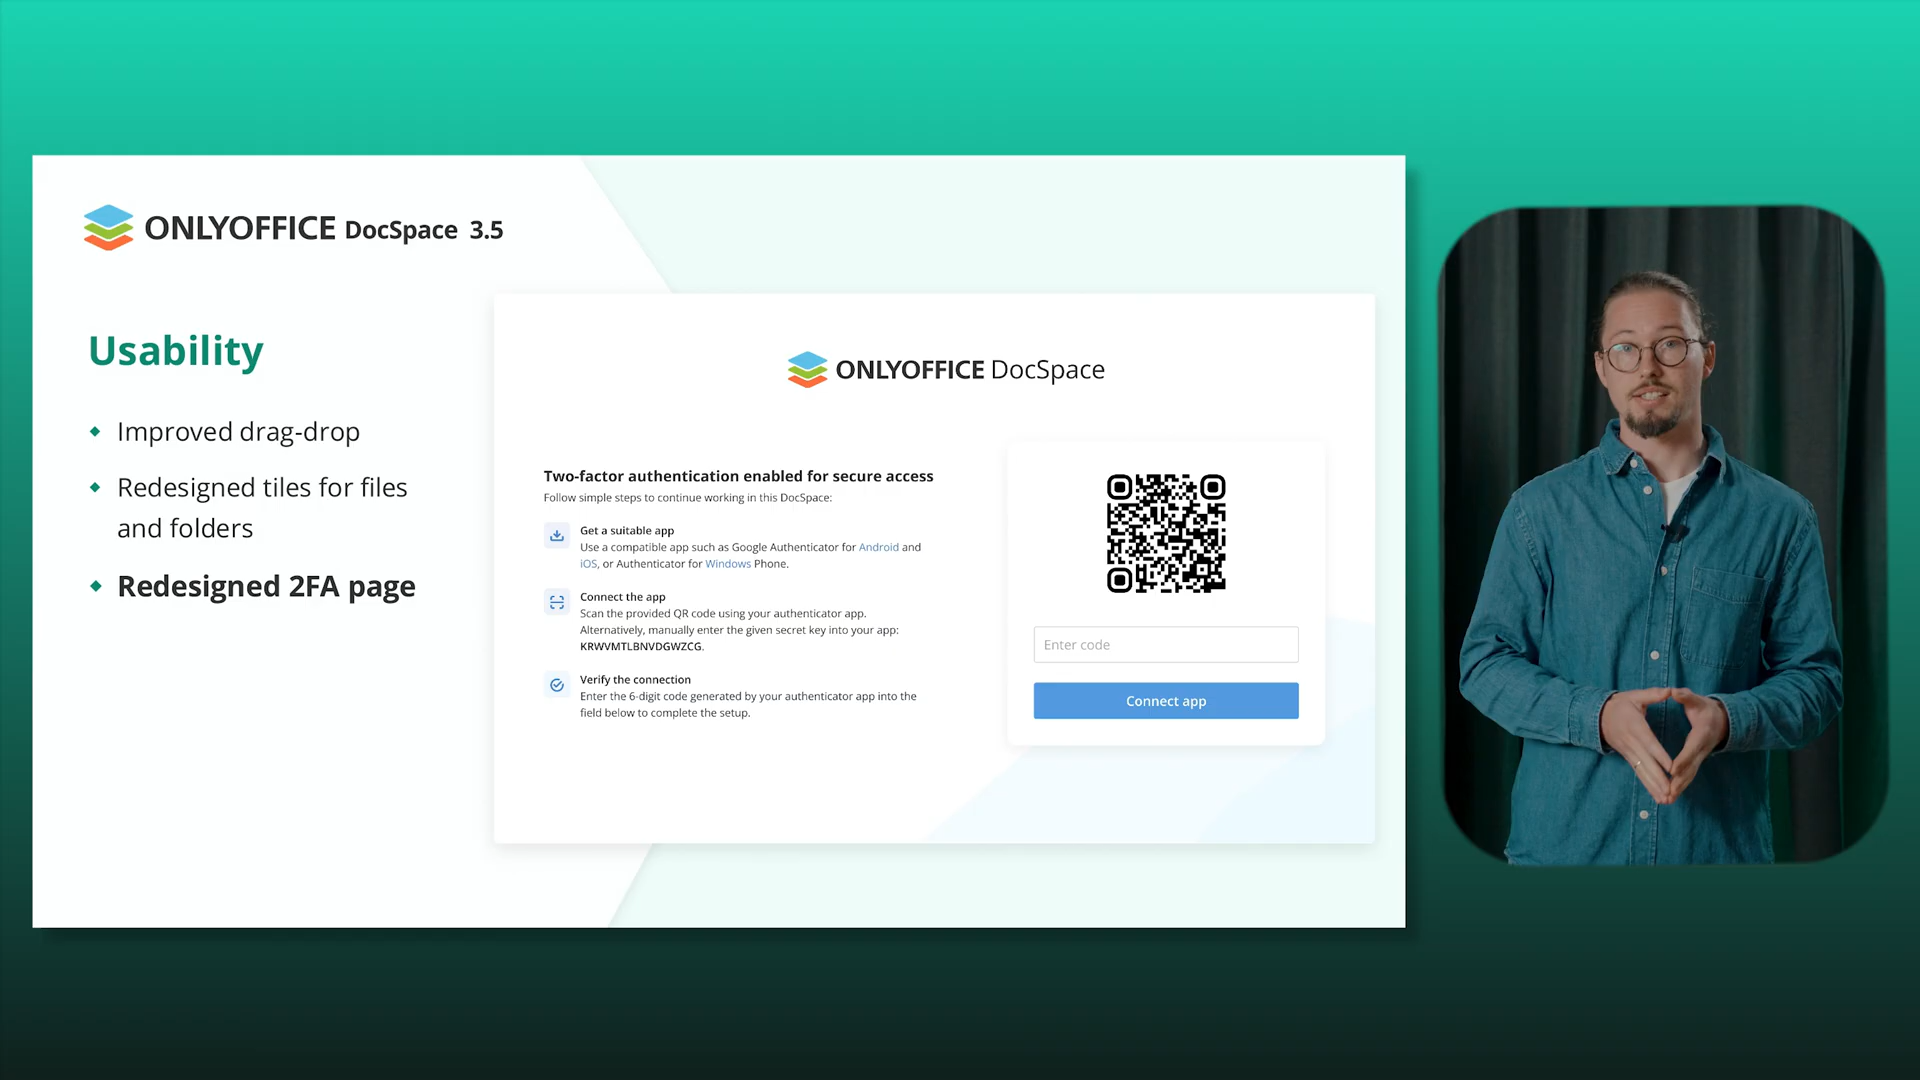 ONLYOFFICE DocSpace 3.5
Usability
Improved drag-drop
Redesigned tiles for files
and folders
Redesigned 2FA page
ONLYOFFICE DocSpace
Two-factor authentication enabled for secure access
Follow simple steps to continue working in this DocSpace:
Get a suitable app
Use a compatible app such as Google Authenticator for Android and
iOS, or Authenticator for Windows Phone.
Connect the app
Scan the provided QR code using your authenticator app.
Alternatively, manually enter the given secret key into your app:
KRWVMTLBNVDGWZCG.
Verify the connection
Enter the 6-digit code generated by your authenticator app into the
field below to complete the setup.
Enter code
Connect app